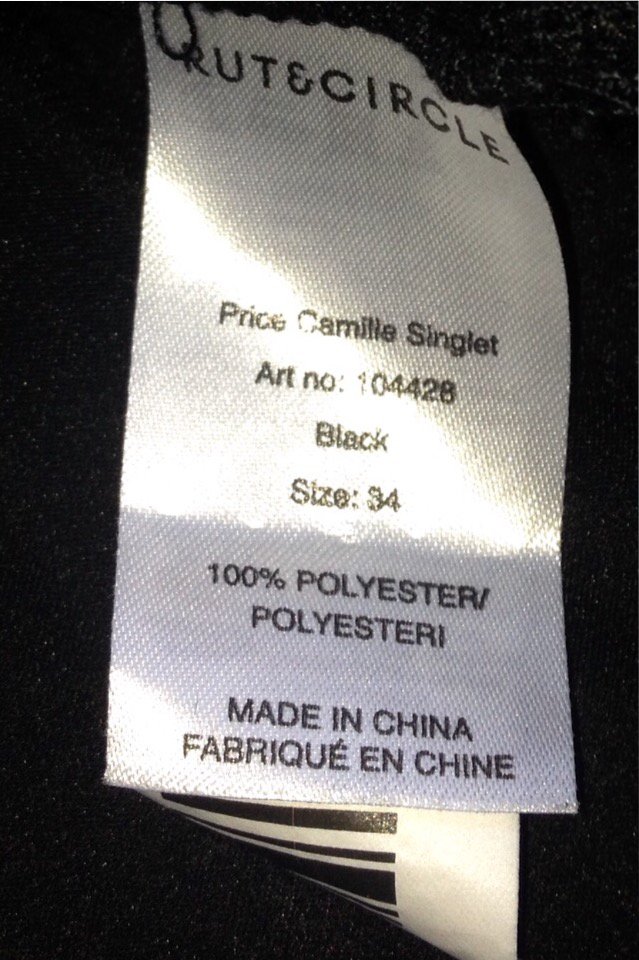 RUT&CIRCLE
Price Camille Singlet
Art no: 104428
Black
Size: 34
100% POLYESTER/
POLYESTERI
MADE IN CHINA
FABRIQUÉ EN CHINE